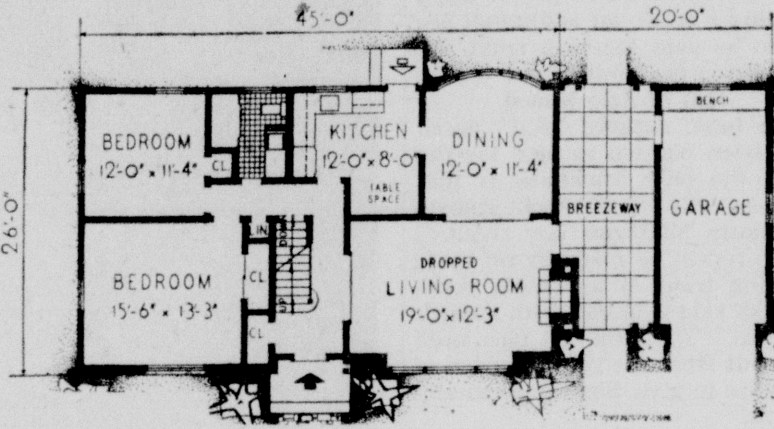 45'-0"
20'-0"
26'-0"
BEDROOM
12'-0" × 11'-4"
CL
KITCHEN
12'-0" × 8'-0"
TABLE
SPACE
DINING
12'-0" × 11'-4"
BREEZEWAY
BENCH
GARAGE
BEDROOM
15'-6" × 13'-3"
LIN
CL
CL
DOWN
UP
DROPPED
LIVING ROOM
19'-0" × 12'-3"